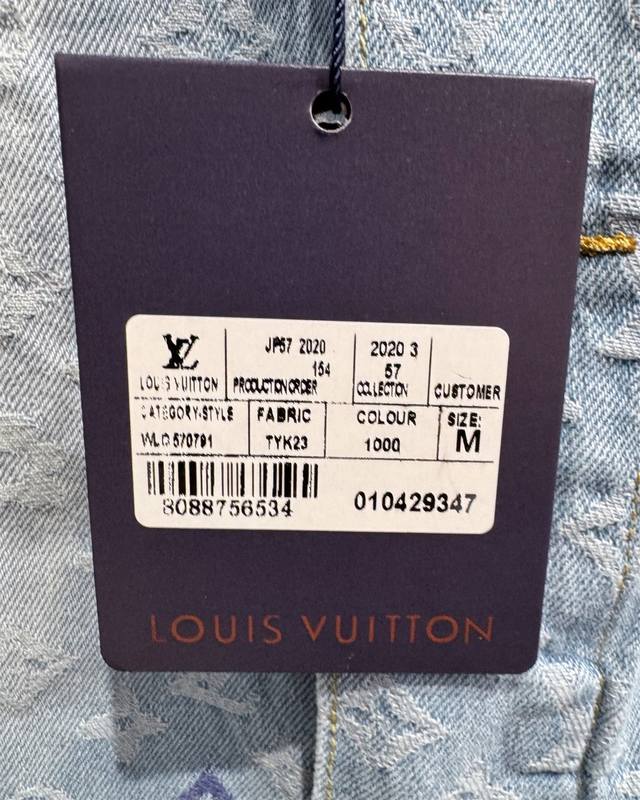 JP57 2020
154
2020 3
57
LV
LOUIS VUITTON
PRODUCTION ORDER
COLLECTION
CUSTOMER
CATEGORY-STYLE
FABRIC
COLOUR
SIZE:
TYK23
1000
M
8088756534
010429347
LOUIS VUITTON